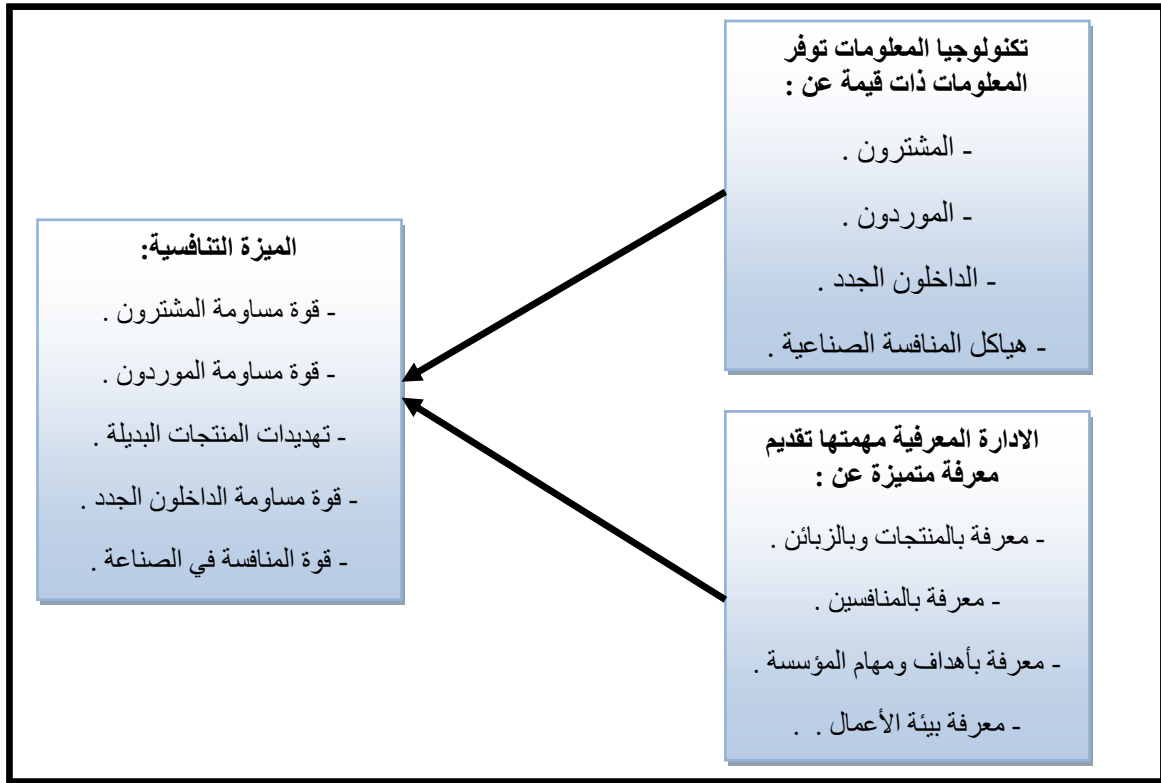 تكنولوجيا المعلومات توفر
المعلومات ذات قيمة عن :
- المشترون .
- الموردون .
- الداخلون الجدد .
- هياكل المنافسة الصناعية .
الادارة المعرفية مهمتها تقديم
معرفة متميزة عن :
- معرفة بالمنتجات وبالزبائن .
- معرفة بالمنافسين .
- معرفة بأهداف ومهام المؤسسة .
- معرفة بيئة الأعمال . .
الميزة التنافسية:
- قوة مساومة المشترون .
- قوة مساومة الموردون .
- تهديدات المنتجات البديلة .
- قوة مساومة الداخلون الجدد .
- قوة المنافسة في الصناعة .